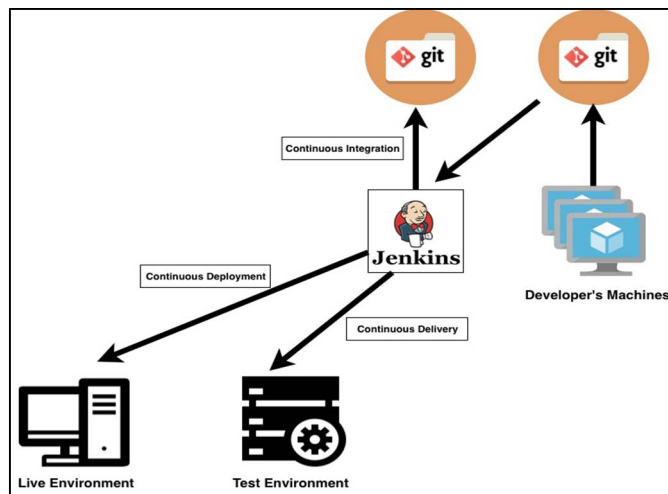 git
git
Continuous Integration
Jenkins
Continuous Deployment
Developer's Machines
Continuous Delivery
Live Environment
Test Environment